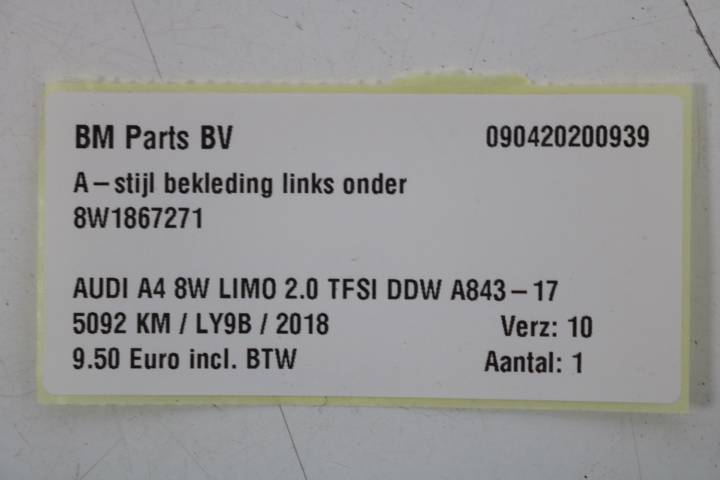 BM Parts BV 090420200939
A-stijl bekleding links onder
8W1867271
AUDI A4 8W LIMO 2.0 TFSI DDW A843-17
5092 KM / LY9B / 2018 Verz: 10
9.50 Euro incl. BTW Aantal: 1